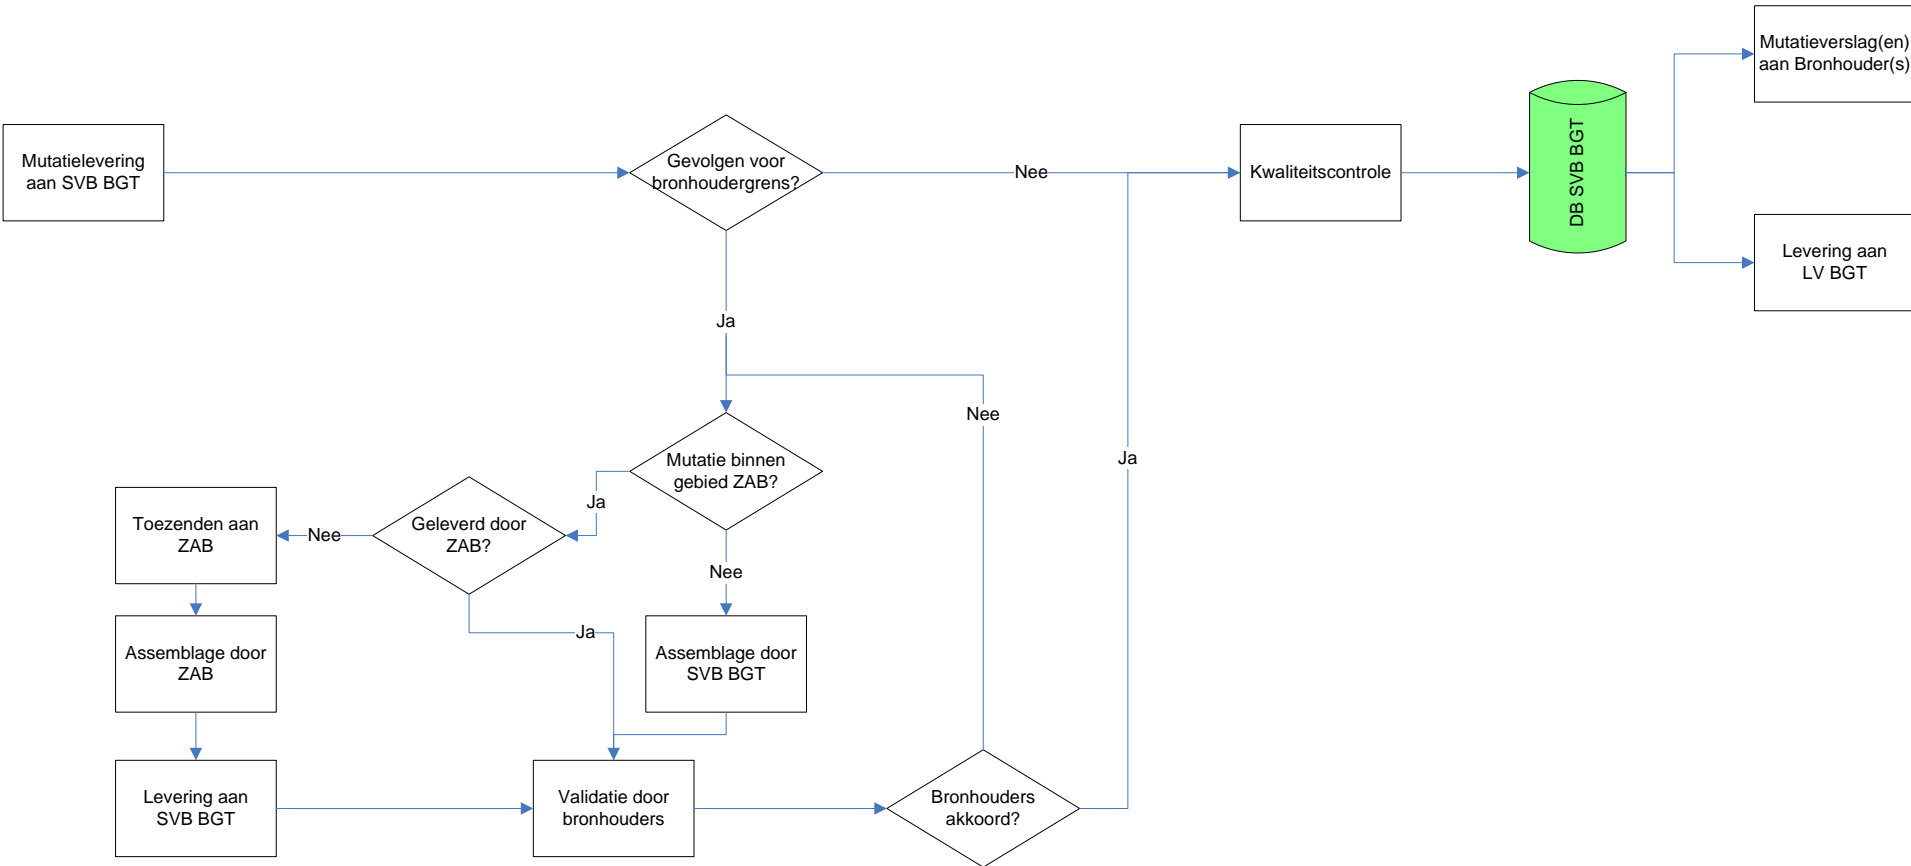 Mutatielevering
aan SVB BGT
Gevolgen voor
bronhoudergrens?
Nee
Kwaliteitscontrole
DB SVB BGT
Mutatieverslag(en)
aan Bronhouder(s)
Levering aan
LV BGT
Ja
Mutatie binnen
gebied ZAB?
Ja
Geleverd door
ZAB?
Nee
Toezenden aan
ZAB
Assemblage door
ZAB
Levering aan
SVB BGT
Ja
Nee
Assemblage door
SVB BGT
Validatie door
bronhouders
Bronhouders
akkoord?
Nee
Ja